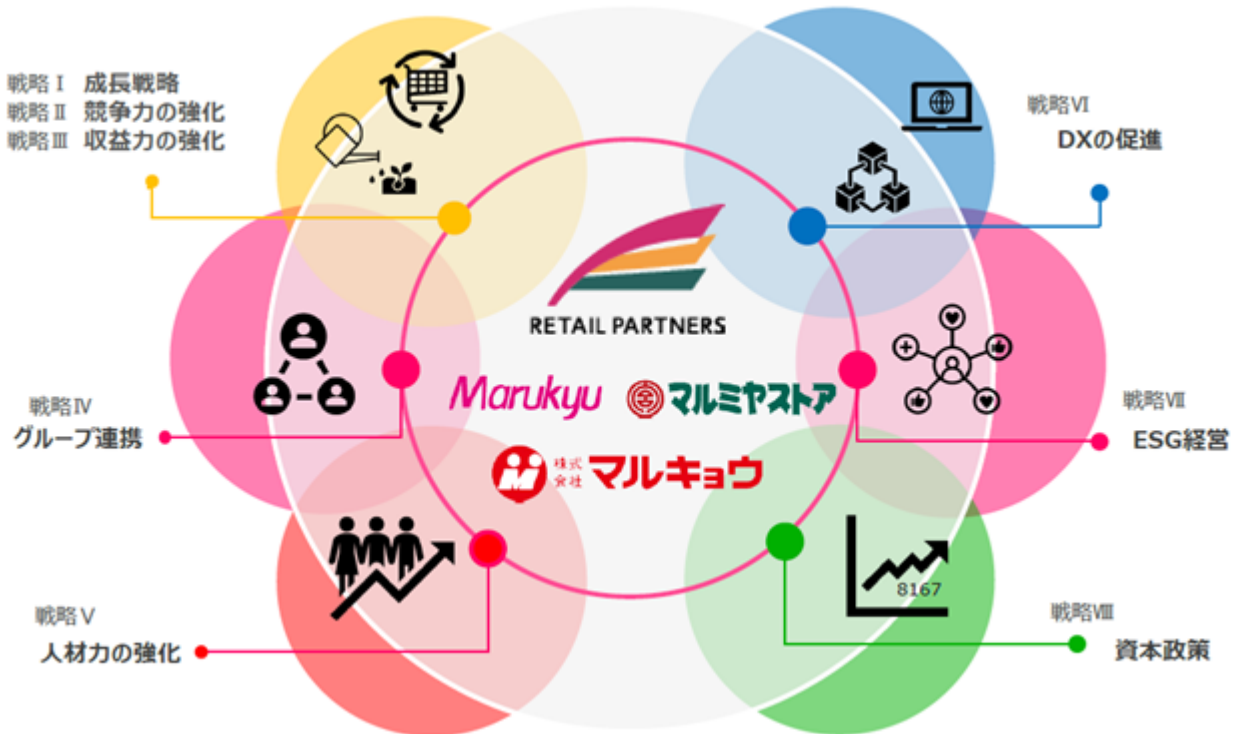 戦略Ⅰ 成長戦略
戦略Ⅱ 競争力の強化
戦略Ⅲ 収益力の強化
戦略Ⅵ
DXの促進
RETAIL PARTNERS
Marukyu
マルミヤストア
株式
会社
マルキョウ
戦略Ⅳ
グループ連携
戦略Ⅶ
ESG経営
戦略Ⅴ
人材力の強化
8167
戦略Ⅷ
資本政策